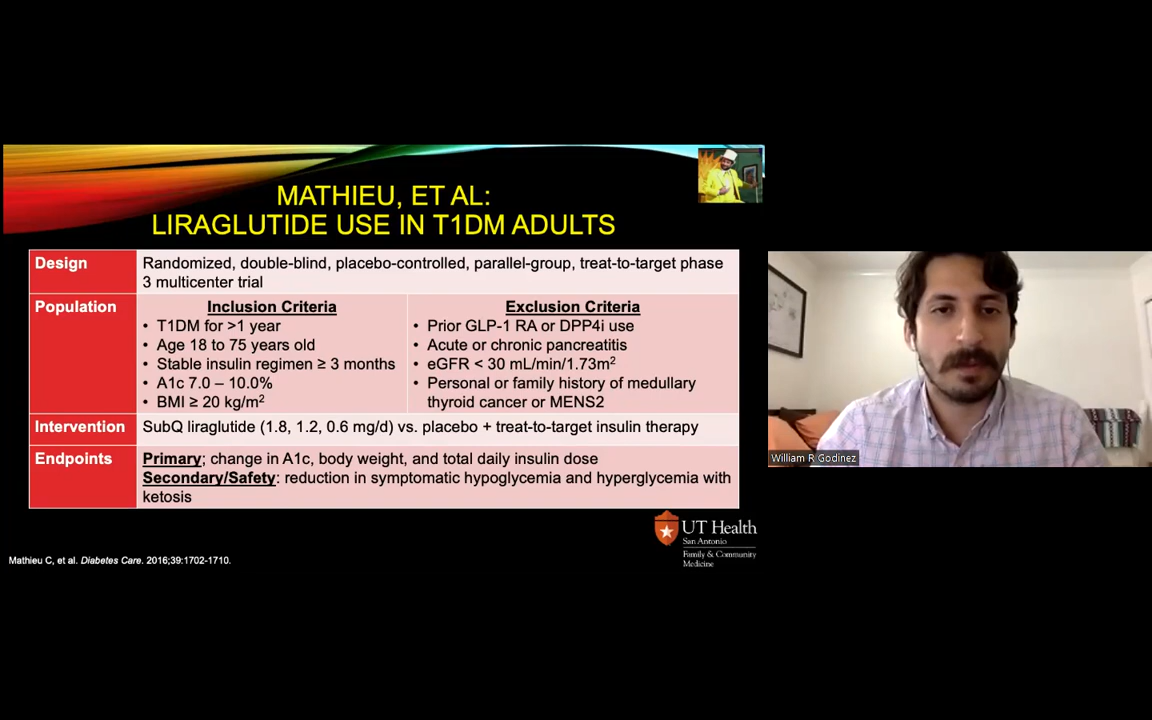 MATHIEU, ET AL:
LIRAGLUTIDE USE IN T1DM ADULTS
Design
Randomized, double-blind, placebo-controlled, parallel-group, treat-to-target phase
3 multicenter trial
Population
Inclusion Criteria
• T1DM for >1 year
• Age 18 to 75 years old
• Stable insulin regimen ≥ 3 months
• A1c 7.0 – 10.0%
• BMI ≥ 20 kg/m²
Exclusion Criteria
• Prior GLP-1 RA or DPP4i use
• Acute or chronic pancreatitis
• eGFR < 30 mL/min/1.73m²
• Personal or family history of medullary
thyroid cancer or MENS2
Intervention
SubQ liraglutide (1.8, 1.2, 0.6 mg/d) vs. placebo + treat-to-target insulin therapy
Endpoints
Primary; change in A1c, body weight, and total daily insulin dose
Secondary/Safety: reduction in symptomatic hypoglycemia and hyperglycemia with
ketosis
UT Health
San Antonio
Family & Community
Medicine
Mathieu C, et al. Diabetes Care. 2016;39:1702-1710.
William R Godinez